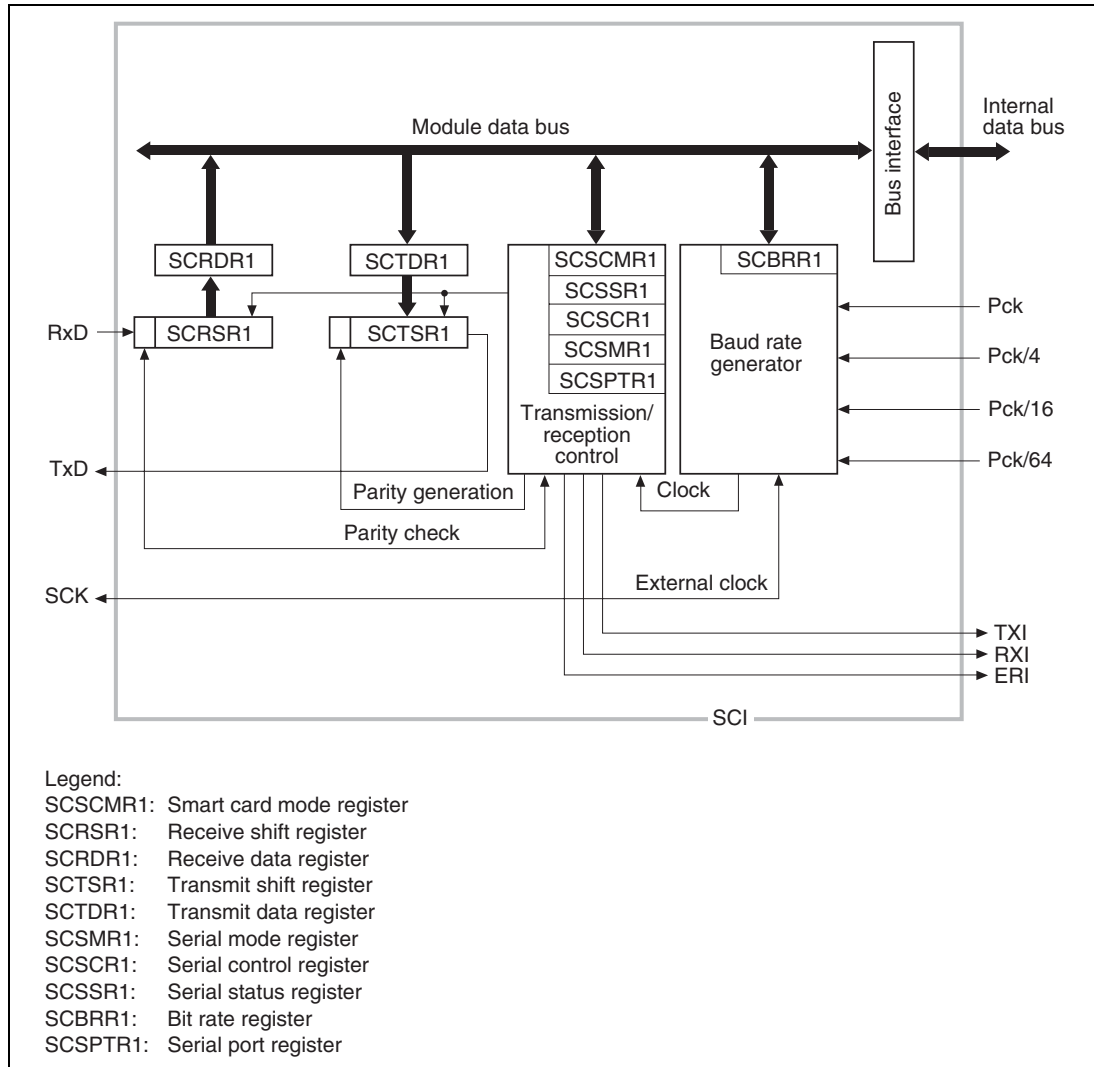 Module data bus
Bus interface
Internal
data bus
SCRDR1
SCTDR1
SCSCMR1
SCBRR1
SCSSR1
SCSCR1
SCSMR1
SCSPTR1
RxD
SCRSR1
SCTSR1
Baud rate
generator
Pck
Pck/4
Pck/16
Pck/64
Transmission/
reception
control
TxD
Parity generation
Clock
Parity check
SCK
External clock
TXI
RXI
ERI
SCI
Legend:
SCSCMR1: Smart card mode register
SCRSR1: Receive shift register
SCRDR1: Receive data register
SCTSR1: Transmit shift register
SCTDR1: Transmit data register
SCSMR1: Serial mode register
SCSCR1: Serial control register
SCSSR1: Serial status register
SCBRR1: Bit rate register
SCSPTR1: Serial port register